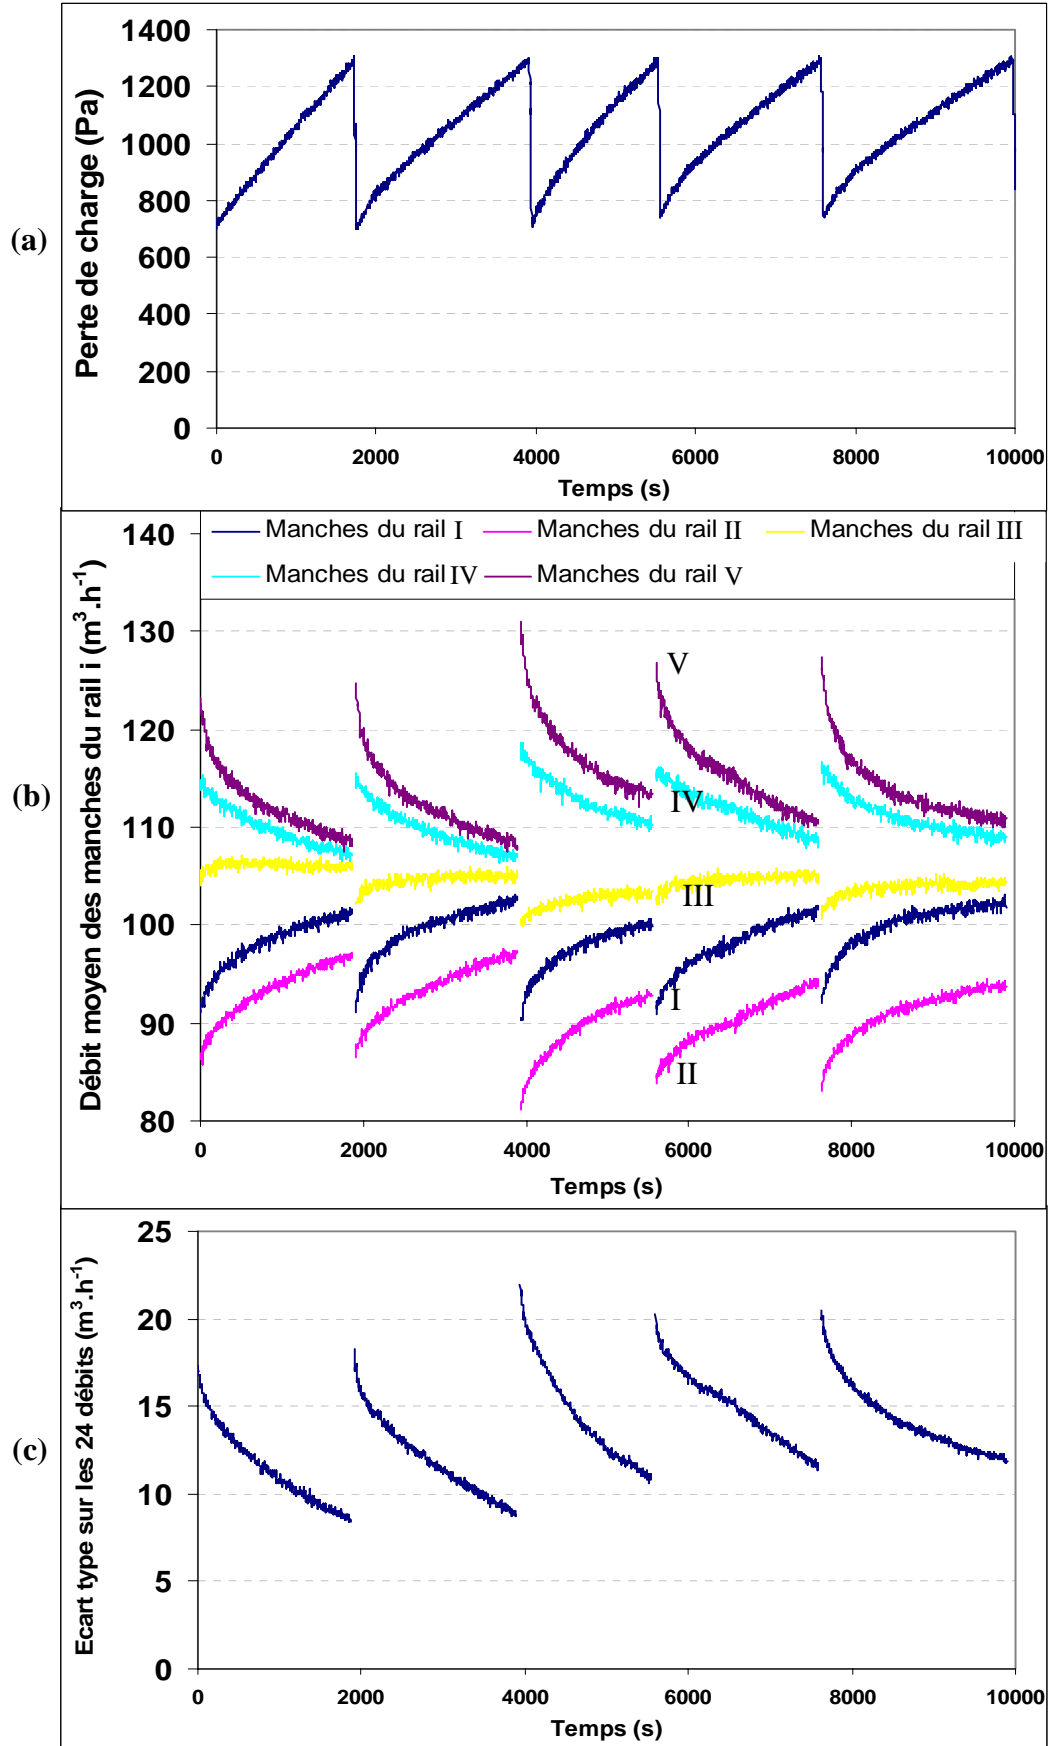 (a)
Perte de charge (Pa)
1400
1200
1000
800
600
400
200
0
0 2000 4000 6000 8000 10000
Temps (s)
(b)
Débit moyen des manches du rail i (m³.h⁻¹)
Manches du rail I Manches du rail II Manches du rail III
Manches du rail IV Manches du rail V
140
130
120
110
100
90
80
V
IV
III
I
II
0 2000 4000 6000 8000 10000
Temps (s)
(c)
Ecart type sur les 24 débits (m³.h⁻¹)
25
20
15
10
5
0
0 2000 4000 6000 8000 10000
Temps (s)